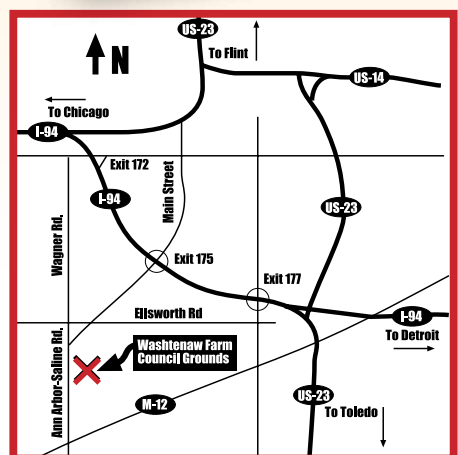 US-23
To Flint
N
US-14
To Chicago
I-94
Exit 172
Main Street
I-94
Wagner Rd.
US-23
Exit 175
Exit 177
Ellsworth Rd
I-94
To Detroit
Washtenaw Farm
Council Grounds
Ann Arbor-Saline Rd.
M-12
US-23
To Toledo